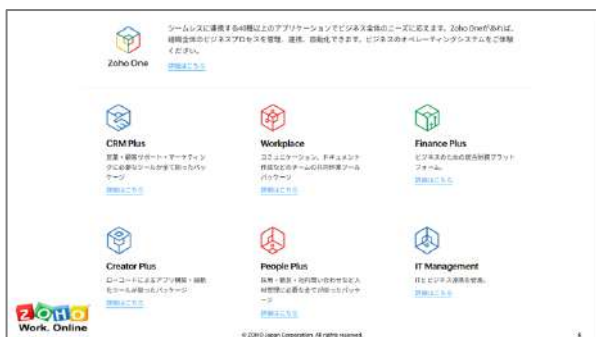 シームレスに連携する40種以上のアプリケーションでビジネス全体のニーズに応えます。Zoho Oneがあれば、
組織全体のビジネスプロセスを管理、連携、自動化できます。ビジネスのオペレーティングシステムをご体験
ください。
Zoho One
詳細はこちら
CRM Plus
営業・顧客サポート・マーケティン
グに必要なツールが全て揃ったパッ
ケージ
詳細はこちら
Workplace
コミュニケーション、ドキュメント
作成などのチームの共同作業ツール
パッケージ
詳細はこちら
Finance Plus
ビジネスのための統合財務プラット
フォーム。
詳細はこちら
Creator Plus
ローコードによるアプリ構築・自動
化ツールが揃ったパッケージ
詳細はこちら
People Plus
採用・勤怠・社内問い合わせなど人
材管理に必要な全てが揃ったパッケ
ージ
詳細はこちら
IT Management
ITとビジネス連携を促進。
詳細はこちら
ZOHO
Work. Online
© ZOHO Japan Corporation. All rights reserved.